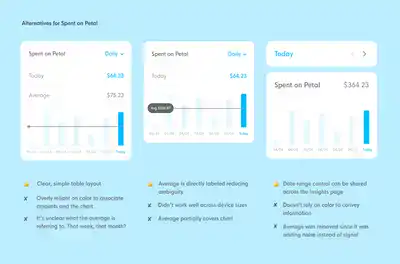 Alternatives for Spent on Petal
Spent on Petal
Daily
Today
$64.23
Average
$75.23
Today
Clear, simple table layout
Overly reliant on color to associate
amounts and the chart
It's unclear what the average is
referring to. That week, that month?
Spent on Petal
Daily
Today
$64.23
Today
Average is directly labeled reducing
ambiguity
Didn't work well across device sizes
Average partially covers chart
Today
Spent on Petal
$364.23
Today
Date range control can be shared
across the Insights page
Doesn't rely on color to convey
information
Average was removed since it was
adding noise instead of signal